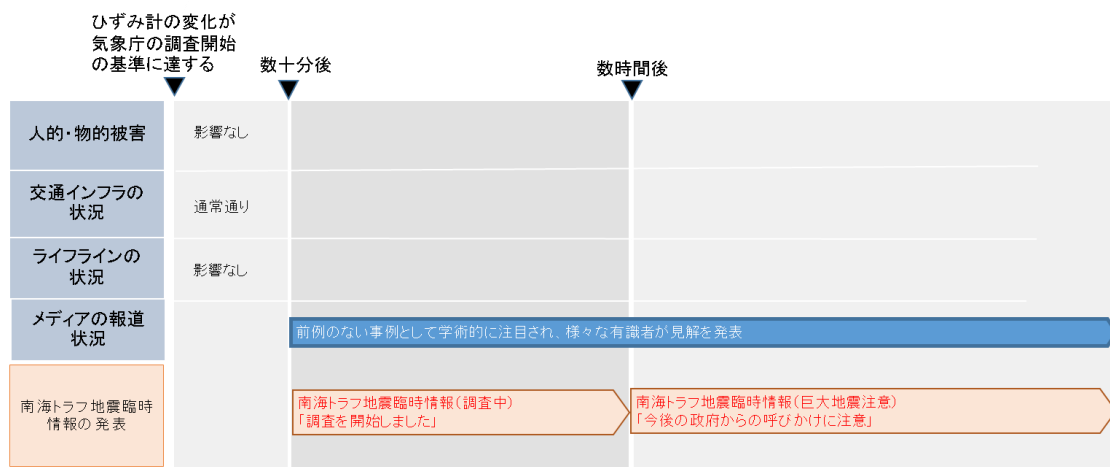 ひずみ計の変化が
気象庁の調査開始
の基準に達する
数十分後
数時間後
人的・物的被害
影響なし
交通インフラの
状況
通常通り
ライフラインの
状況
影響なし
メディアの報道
状況
前例のない事例として学術的に注目され、様々な有識者が見解を発表
南海トラフ地震臨時
情報の発表
南海トラフ地震臨時情報(調査中)
「調査を開始しました」
南海トラフ地震臨時情報(巨大地震注意)
「今後の政府からの呼びかけに注意」